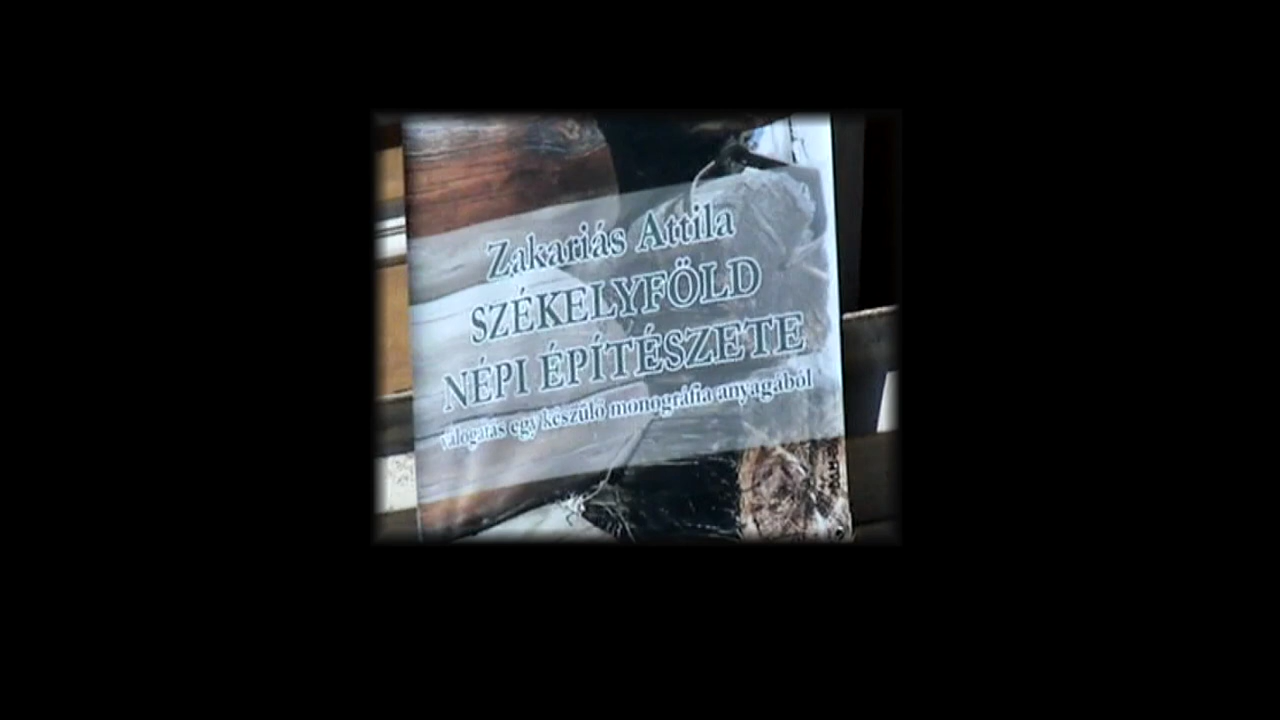 Zakariás Attila
SZÉKELYFÖLD
NÉPI ÉPÍTÉSZETE
válogatás egy készülő monográfia anyagából